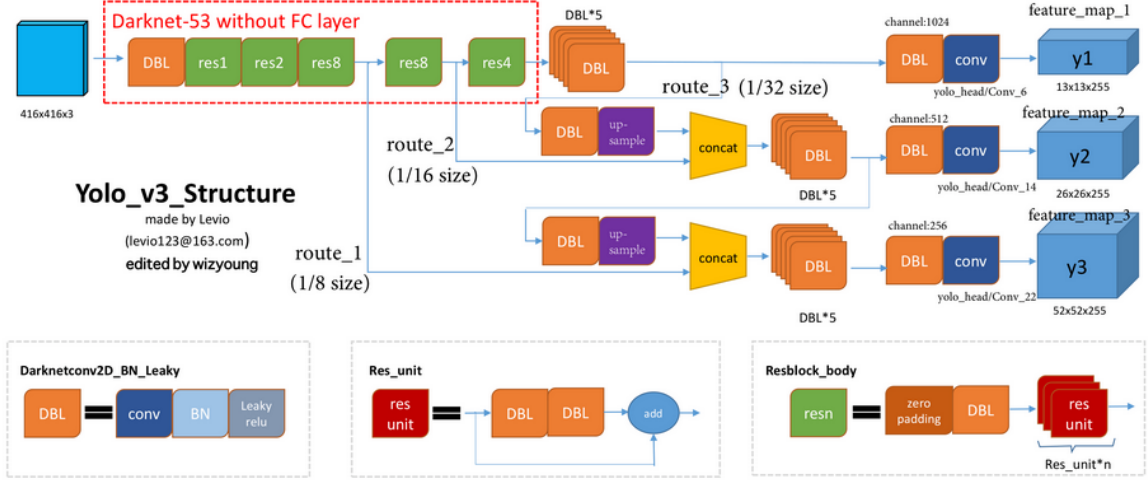 Darknet-53 without FC layer
DBL
res1
res2
res8
res8
res4
416x416x3
DBL*5
DBL
route_3 (1/32 size)
channel:1024
DBL
conv
yolo_head/Conv_6
feature_map_1
y1
13x13x255
DBL
up-
sample
concat
DBL
DBL*5
route_2
(1/16 size)
channel:512
DBL
conv
yolo_head/Conv_14
feature_map_2
y2
26x26x255
Yolo_v3_Structure
made by Levio
(levio123@163.com)
edited by wizyoung
route_1
(1/8 size)
DBL
up-
sample
concat
DBL
DBL*5
channel:256
DBL
conv
yolo_head/Conv_22
feature_map_3
y3
52x52x255
Darknetconv2D_BN_Leaky
DBL
=
conv
BN
Leaky
relu
Res_unit
res
unit
=
DBL
DBL
add
Resblock_body
resn
=
zero
padding
DBL
res
unit
Res_unit*n